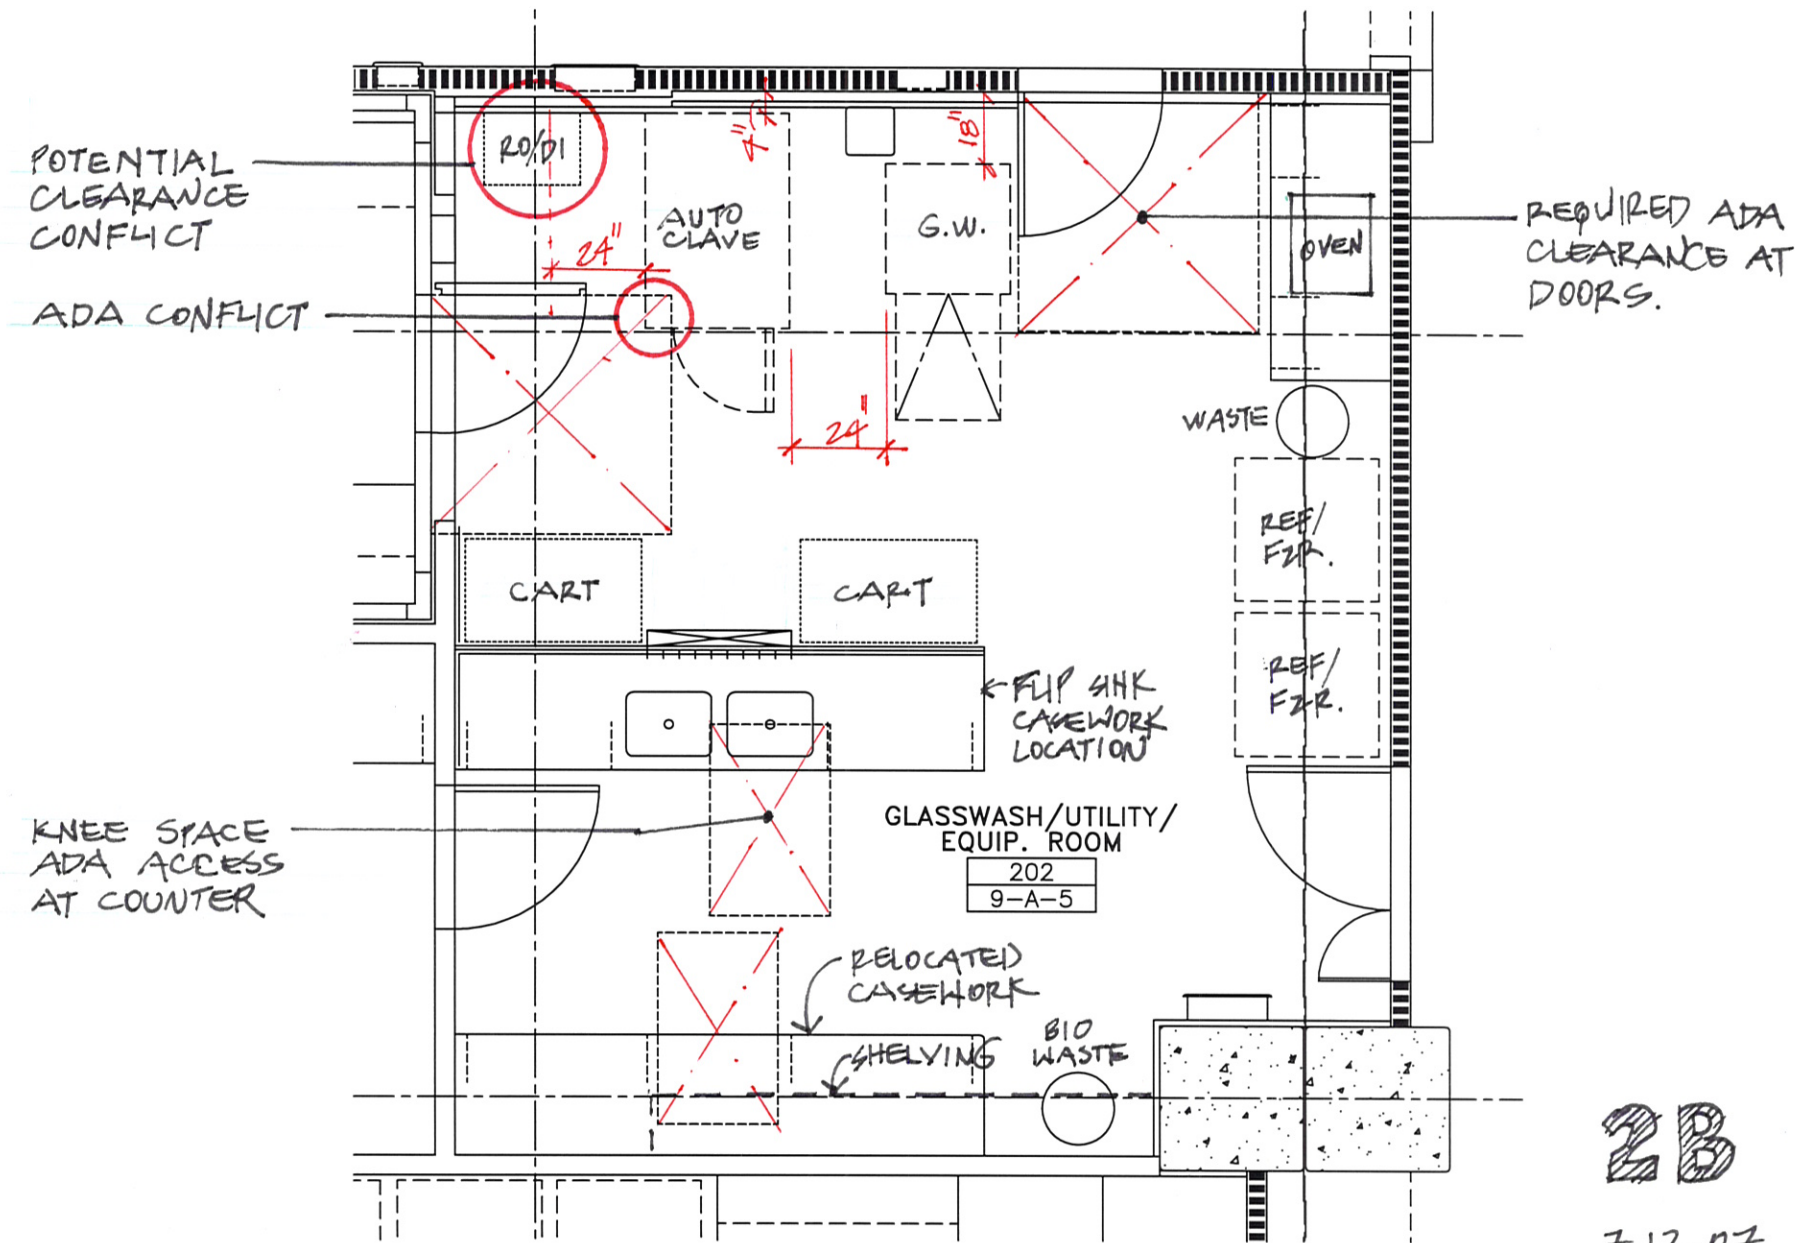 POTENTIAL
CLEARANCE
CONFLICT
ADA CONFLICT
RO/DI
24"
AUTO
CLAVE
4"
18"
G.W.
OVEN
REQUIRED ADA
CLEARANCE AT
DOORS.
24"
WASTE
REF/
FZR.
REF/
FZR.
CART
CART
FLIP SINK
CASEWORK
LOCATION
KNEE SPACE
ADA ACCESS
AT COUNTER
GLASSWASH/UTILITY/
EQUIP. ROOM
202
9-A-5
RELOCATED
CASEWORK
SHELVING
BIO
WASTE
2B